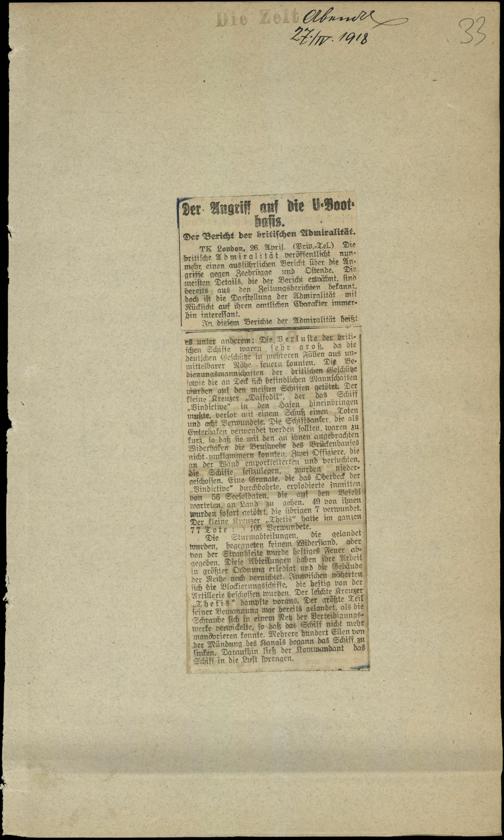 Die Zeit
Abend
27./IV. 1918
33
Der Angriff auf die U-Boot-
basis.
Der Bericht der britischen Admiralität.
TK London, 26. April. (Priv.-Tel.) Die
britische Admiralität veröffentlicht nun-
mehr einen ausführlichen Bericht über die An-
griffe gegen Zeebrügge und Ostende. Die
meisten Details, die der Bericht erwähnt, sind
bereits aus den Zeitungsberichten bekannt,
doch ist die Darstellung der Admiralität mit
Rücksicht auf ihren amtlichen Charakter immer-
hin interessant.
In diesem Berichte der Admiralität heißt
es unter anderem: Die Verluste der briti-
schen Schiffe waren sehr groß, da die
deutschen Geschütze in mehreren Fällen aus un-
mittelbarer Nähe feuern konnten. Die Be-
dienungsmannschaften der britischen Geschütze
sowie die an Deck sich befindlichen Mannschaften
wurden auf den meisten Schiffen getötet. Der
kleine Kreuzer „Daffodil", der das Schiff
„Vindictive" in den Hafen hineinbringen
mußte, verlor mit einem Schuß einen Toten
und acht Verwundete. Die Schiffsanker, die als
Enterhaken verwendet werden sollten, waren zu
kurz, so daß sie mit den an ihnen angebrachten
Widerhaken die Brustwehr des Brückenbaues
nicht umklammern konnten. Zwei Offiziere, die
an der Wand emporkletterten und versuchten,
die Schiffe festzulegen, wurden nieder-
geschossen. Eine Granate, die das Oberdeck der
„Vindictive" durchbohrte, explodierte inmitten
von 56 Seesoldaten, die auf den Befehl
warteten, an Land zu gehen. 49 von ihnen
wurden sofort getötet, die übrigen 7 verwundet.
Der kleine Kreuzer „Thetis" hatte im ganzen
77 Tote 105 Verwundete.
Die Sturmabteilungen, die gelandet
wurden, begegneten keinem Widerstand, aber
von der Strandseite wurde heftiges Feuer ab-
gegeben. Diese Abteilungen haben ihre Arbeit
in größter Ordnung erledigt und die Gebäude
der Reihe nach vernichtet. Inzwischen näherten
sich die Blockierungsschiffe, die heftig von der
Artillerie beschossen wurden. Der leichte Kreuzer
„Thetis" dampfte voraus. Der größte Teil
seiner Bemannung war bereits gelandet, als die
Schraube sich in einem Netz der Verteidigungs-
werke verwickelte, so daß das Schiff nicht mehr
manövrieren konnte. Mehrere hundert Ellen von
der Mündung des Kanals begann das Schiff zu
sinken. Daraufhin ließ der Kommandant das
Schiff in die Luft sprengen.